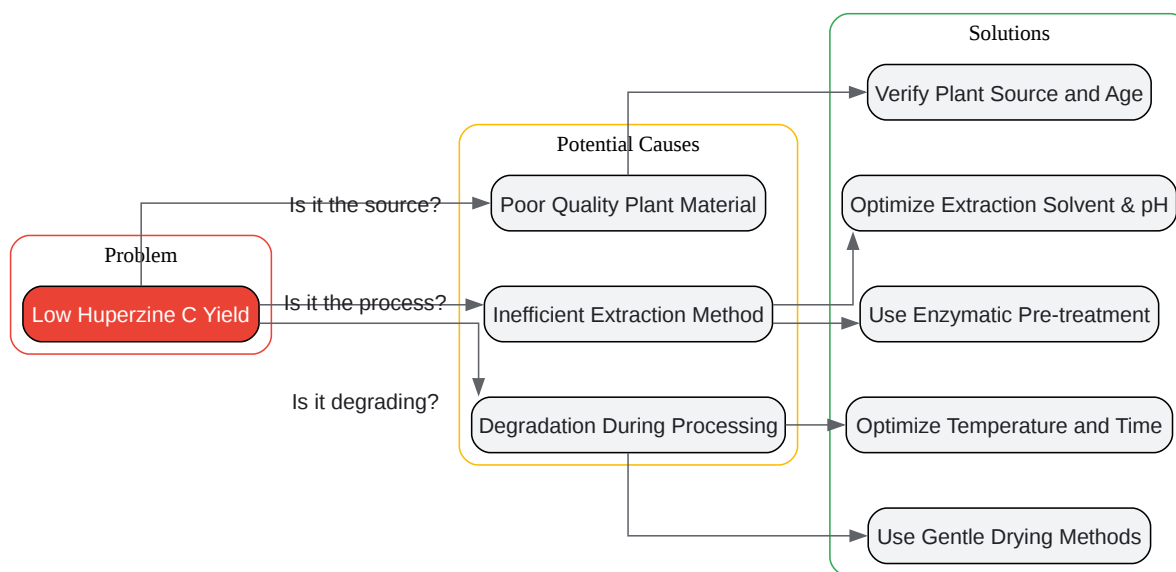 Solutions
Verify Plant Source and Age
Potential Causes
Is it the source?
Poor Quality Plant Material
Optimize Extraction Solvent & pH
Problem
Low Huperzine C Yield
Is it the process?
Inefficient Extraction Method
Use Enzymatic Pre-treatment
Is it degrading?
Degradation During Processing
Optimize Temperature and Time
Use Gentle Drying Methods